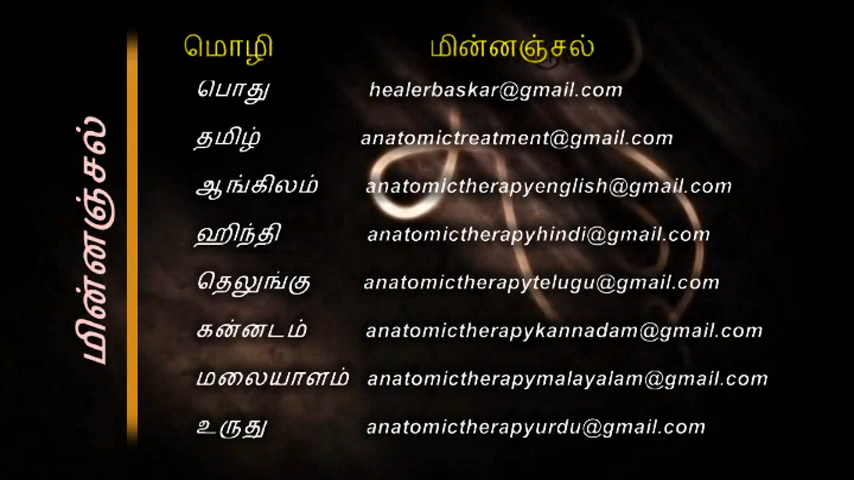 மின்னஞ்சல்
மொழி மின்னஞ்சல்
பொது healerbaskar@gmail.com
தமிழ் anatomictreatment@gmail.com
ஆங்கிலம் anatomictherapyenglish@gmail.com
ஹிந்தி anatomictherapyhindi@gmail.com
தெலுங்கு anatomictherapytelugu@gmail.com
கன்னடம் anatomictherapykannadam@gmail.com
மலையாளம் anatomictherapymalayalam@gmail.com
உருது anatomictherapyurdu@gmail.com